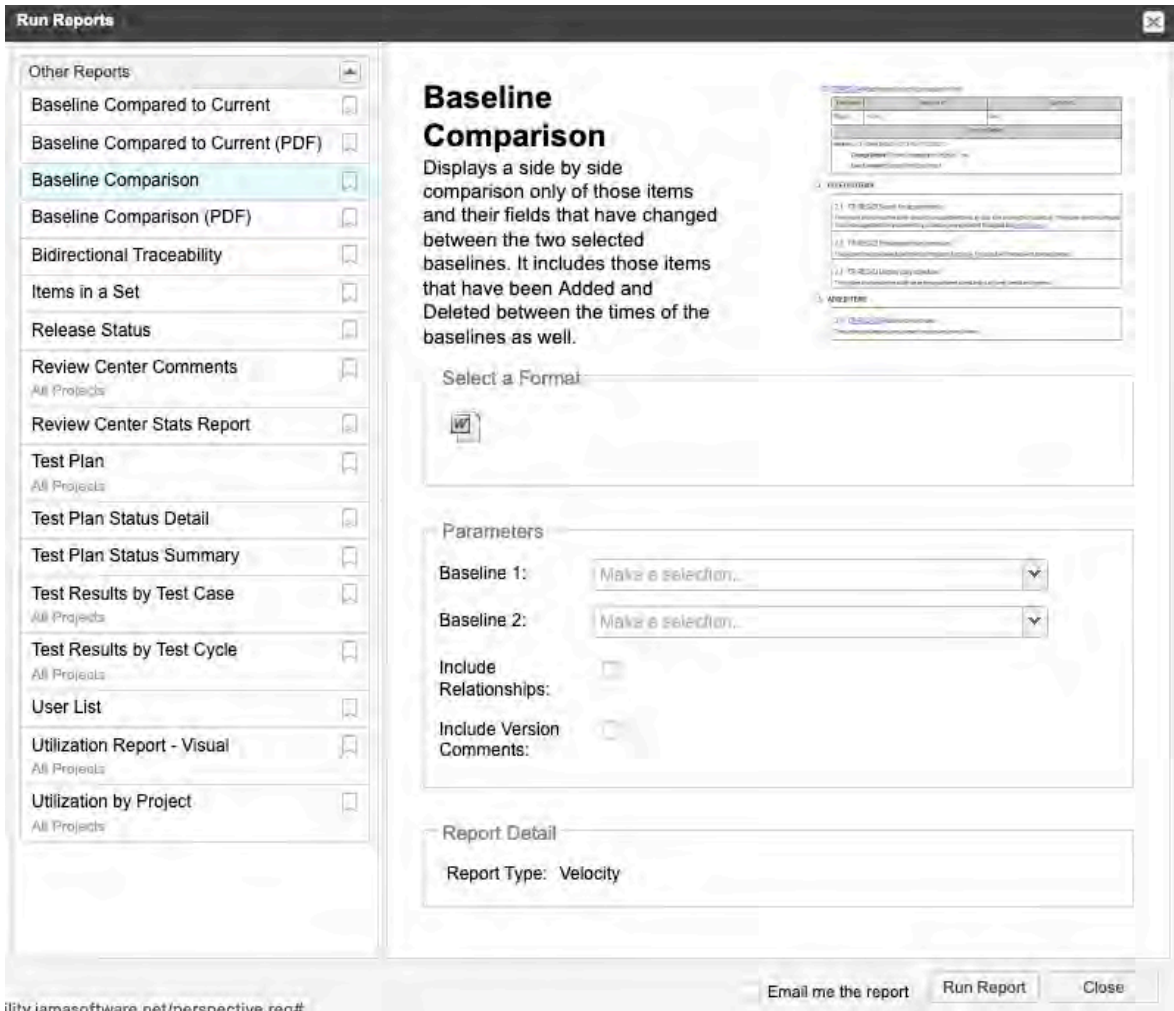 Run Reports
Other Reports
Baseline Compared to Current
Baseline Compared to Current (PDF)
Baseline Comparison
Baseline Comparison (PDF)
Bidirectional Traceability
Items in a Set
Release Status
Review Center Comments
All Projects
Review Center Stats Report
Test Plan
All Projects
Test Plan Status Detail
Test Plan Status Summary
Test Results by Test Case
All Projects
Test Results by Test Cycle
All Projects
User List
Utilization Report - Visual
All Projects
Utilization by Project
All Projects
Baseline
Comparison
Displays a side by side
comparison only of those items
and their fields that have changed
between the two selected
baselines. It includes those items
that have been Added and
Deleted between the times of the
baselines as well.
Select a Format
W
Parameters
Baseline 1: Make a selection...
Baseline 2: Make a selection...
Include
Relationships:
Include Version
Comments:
Report Detail
Report Type: Velocity
Email me the report Run Report Close
ility.jamasoftware.net/perspective.req#